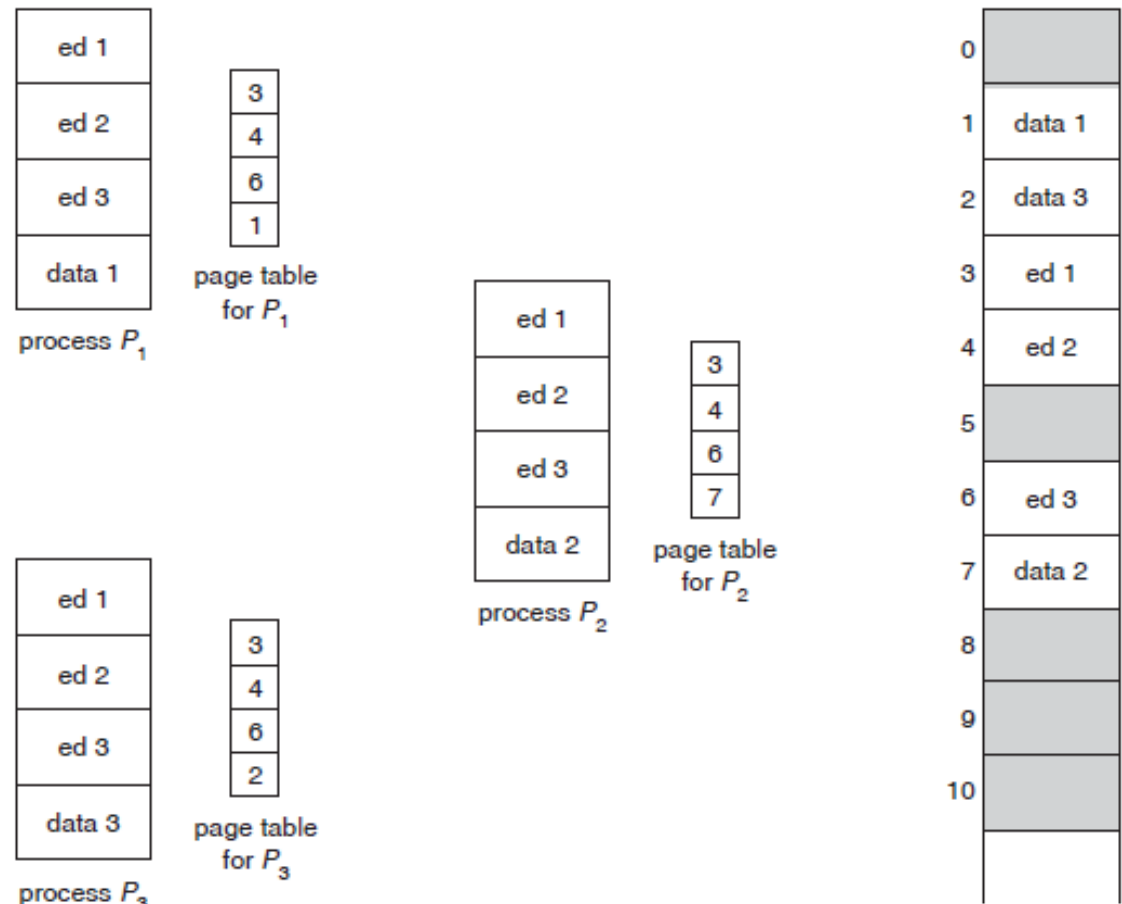 ed 1
ed 2
ed 3
data 1
process P1
3
4
6
1
page table
for P1
ed 1
ed 2
ed 3
data 2
process P2
3
4
6
7
page table
for P2
ed 1
ed 2
ed 3
data 3
process P3
3
4
6
2
page table
for P3
0
1 data 1
2 data 3
3 ed 1
4 ed 2
5
6 ed 3
7 data 2
8
9
10